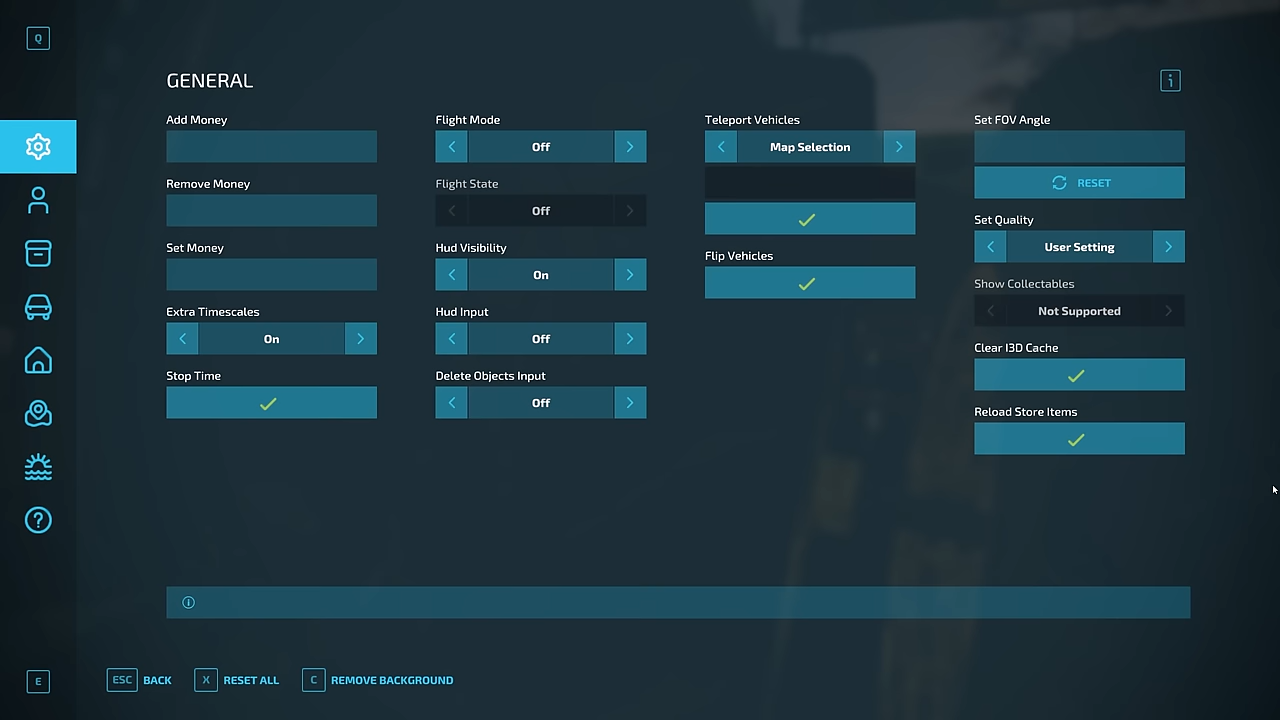 Q
GENERAL
i
Add Money
Remove Money
Set Money
Extra Timescales
On
Stop Time
Flight Mode
Off
Flight State
Off
Hud Visibility
On
Hud Input
Off
Delete Objects Input
Off
Teleport Vehicles
Map Selection
Flip Vehicles
Set FOV Angle
RESET
Set Quality
User Setting
Show Collectables
Not Supported
Clear I3D Cache
Reload Store Items
E
ESC BACK X RESET ALL C REMOVE BACKGROUND